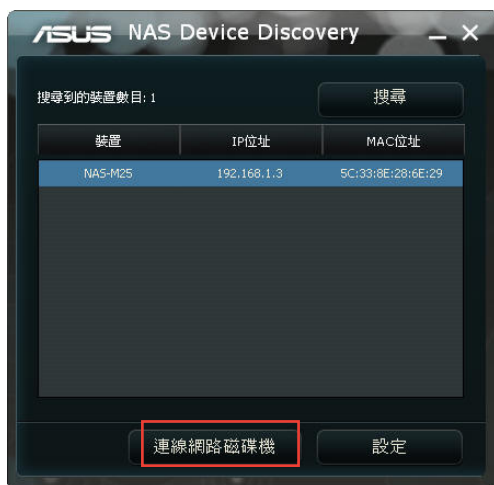 ASUS NAS Device Discovery
搜尋到的裝置數目: 1
搜尋
裝置 IP位址 MAC位址
NAS-M25 192.168.1.3 5C:33:8E:28:6E:29
連線網路磁碟機 設定